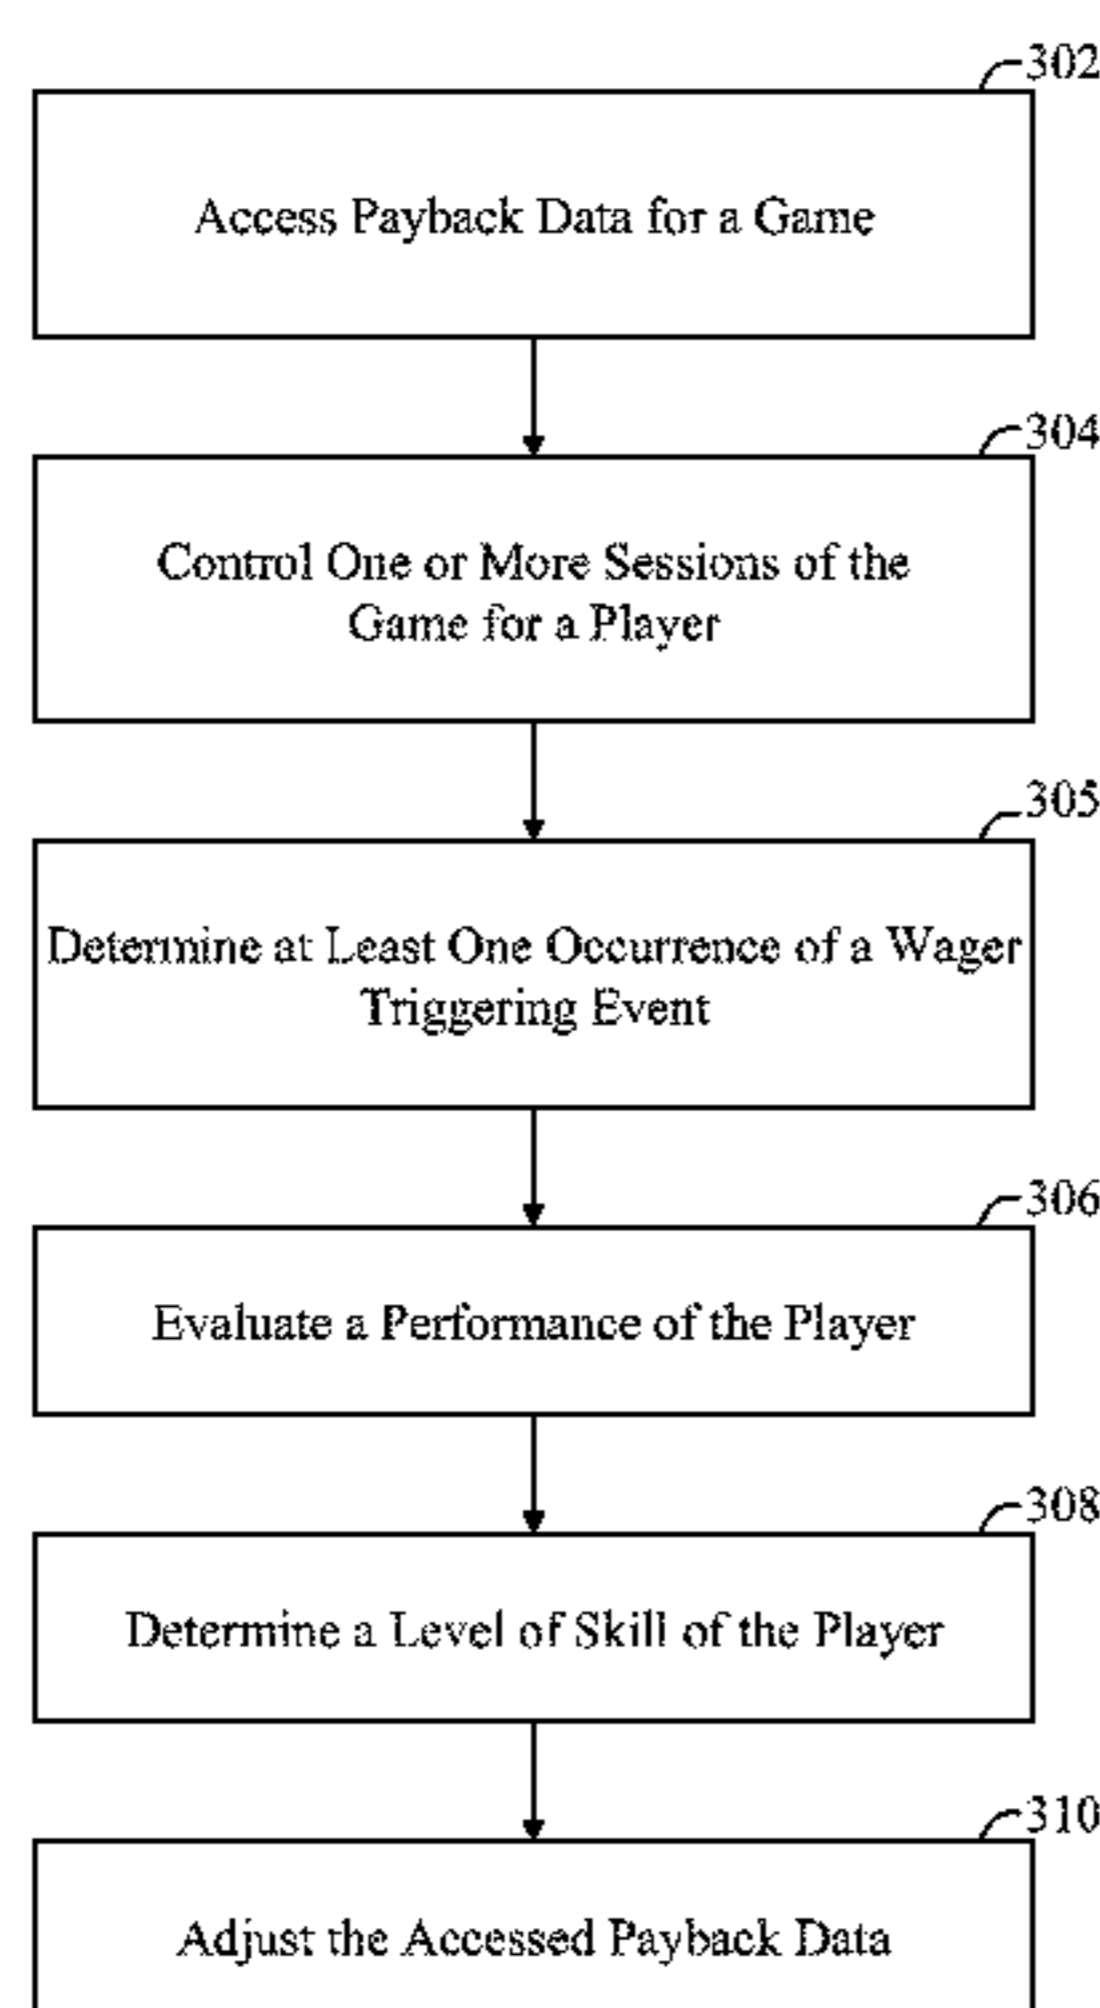 302
Access Payback Data for a Game
304
Control One or More Sessions of the
Game for a Player
305
Determine at Least One Occurrence of a Wager
Triggering Event
306
Evaluate a Performance of the Player
308
Determine a Level of Skill of the Player
310
Adjust the Accessed Payback Data